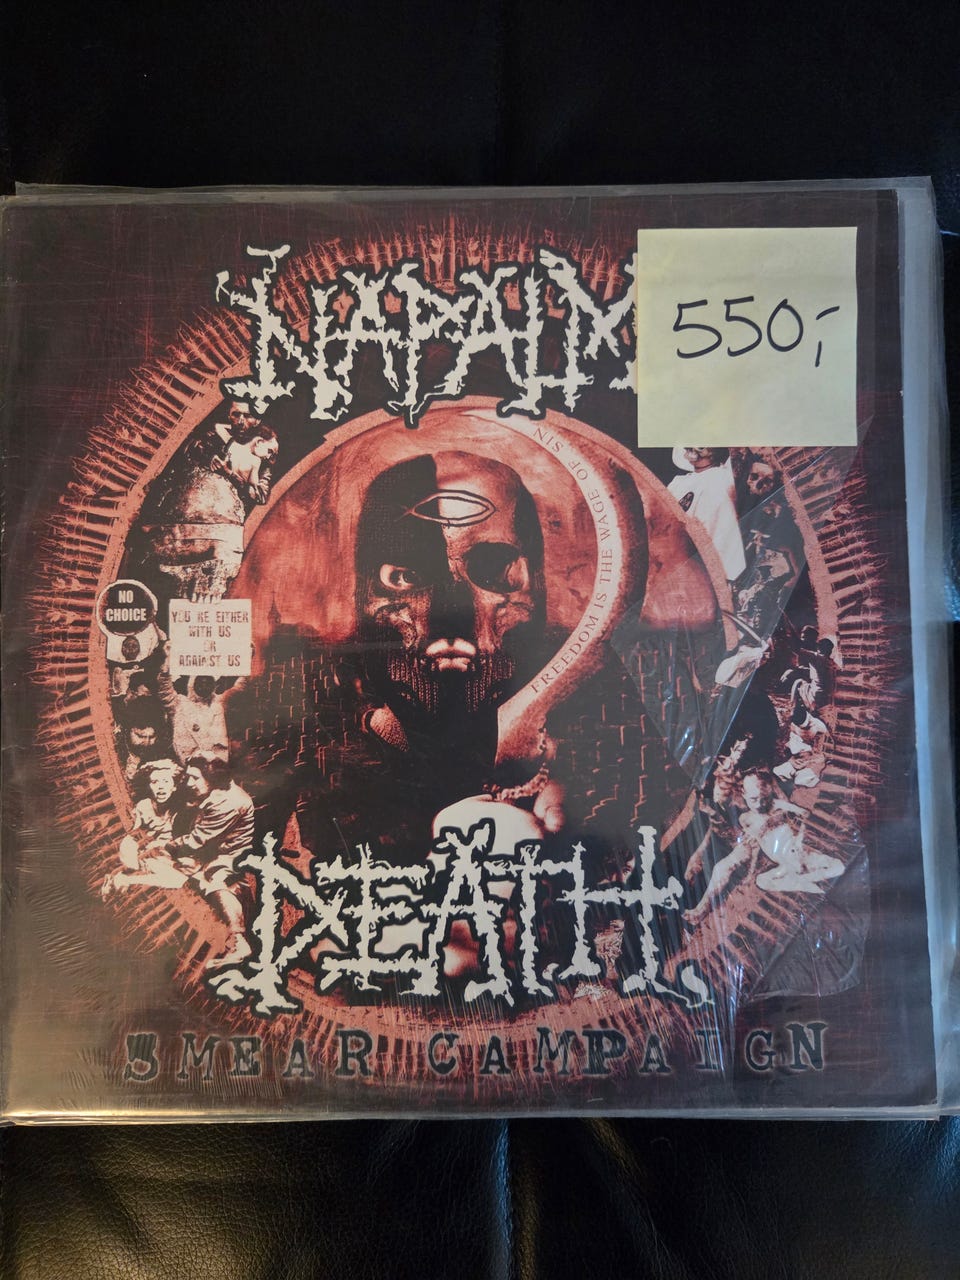 NAPALM
550,-
FREEDOM IS THE WAGE OF SIN
NO
CHOICE
YOU'RE EITHER
WITH US
OR
AGAINST US
DEATH
SMEAR CAMPAIGN